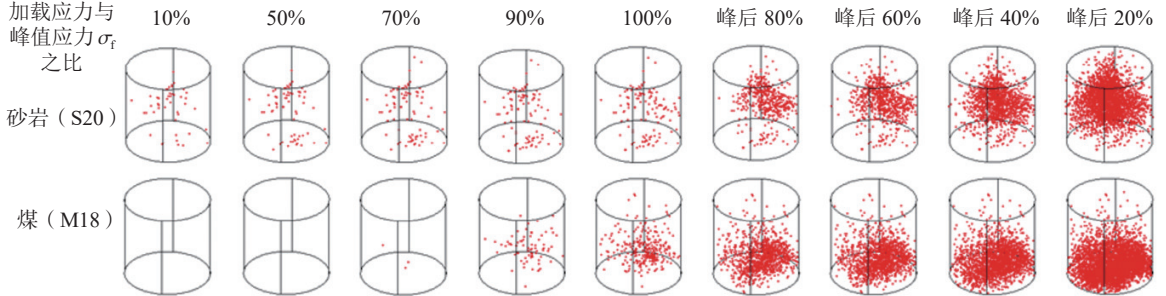 加载应力与
峰值应力σf
之比
10% 50% 70% 90% 100% 峰后 80% 峰后 60% 峰后 40% 峰后 20%
砂岩（S20）
煤（M18）